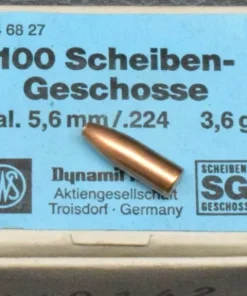 4 68 27
100 Scheiben-
Geschosse
al. 5,6 mm/.224 3,6 g
Dynamit
Aktiengesellschaft
Troisdorf - Germany
SCHEIBEN
SG
GESCHOSS